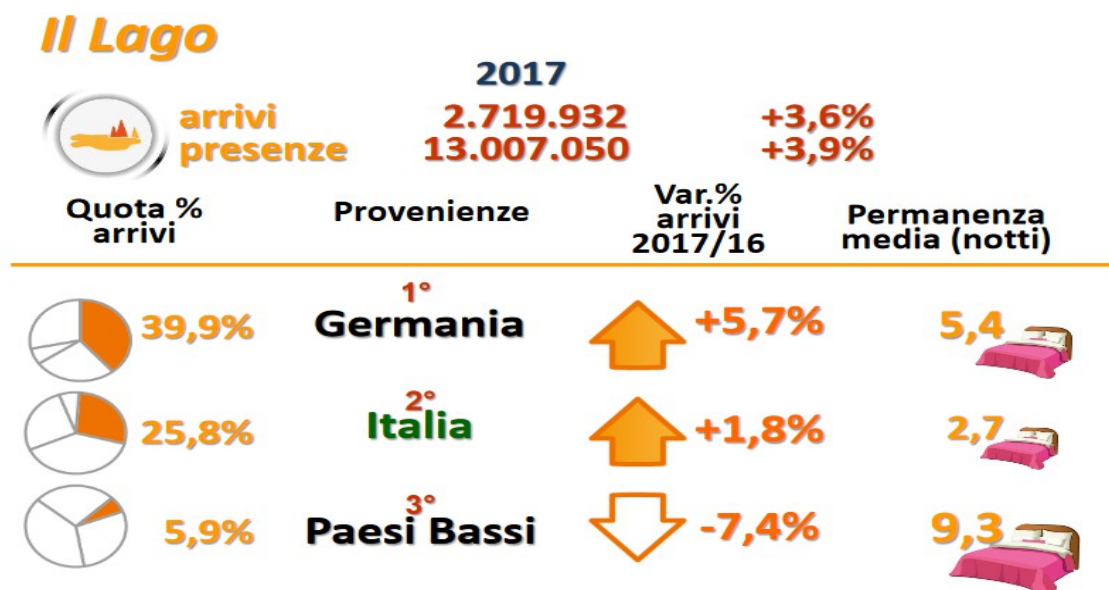 Il Lago
2017
arrivi 2.719.932 +3,6%
presenze 13.007.050 +3,9%
Quota %
arrivi
Provenienze
Var.%
arrivi
2017/16
Permanenza
media (notti)
1°
39,9% Germania +5,7% 5,4
2°
25,8% Italia +1,8% 2,7
3°
5,9% Paesi Bassi -7,4% 9,3